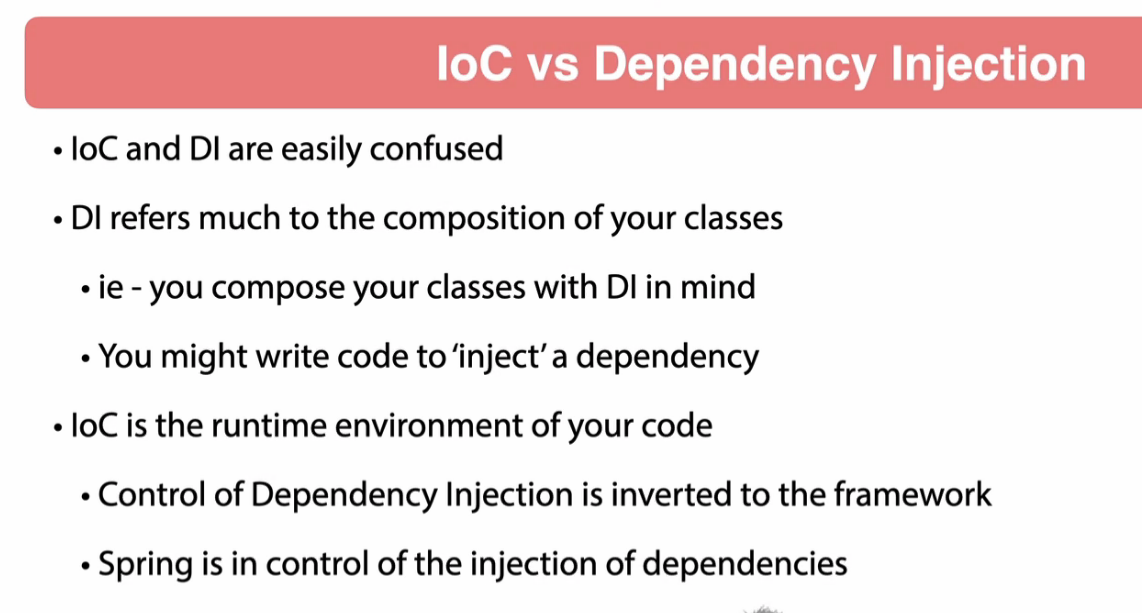 IoC vs Dependency Injection
• IoC and DI are easily confused
• DI refers much to the composition of your classes
• ie - you compose your classes with DI in mind
• You might write code to ‘inject’ a dependency
• IoC is the runtime environment of your code
• Control of Dependency Injection is inverted to the framework
• Spring is in control of the injection of dependencies